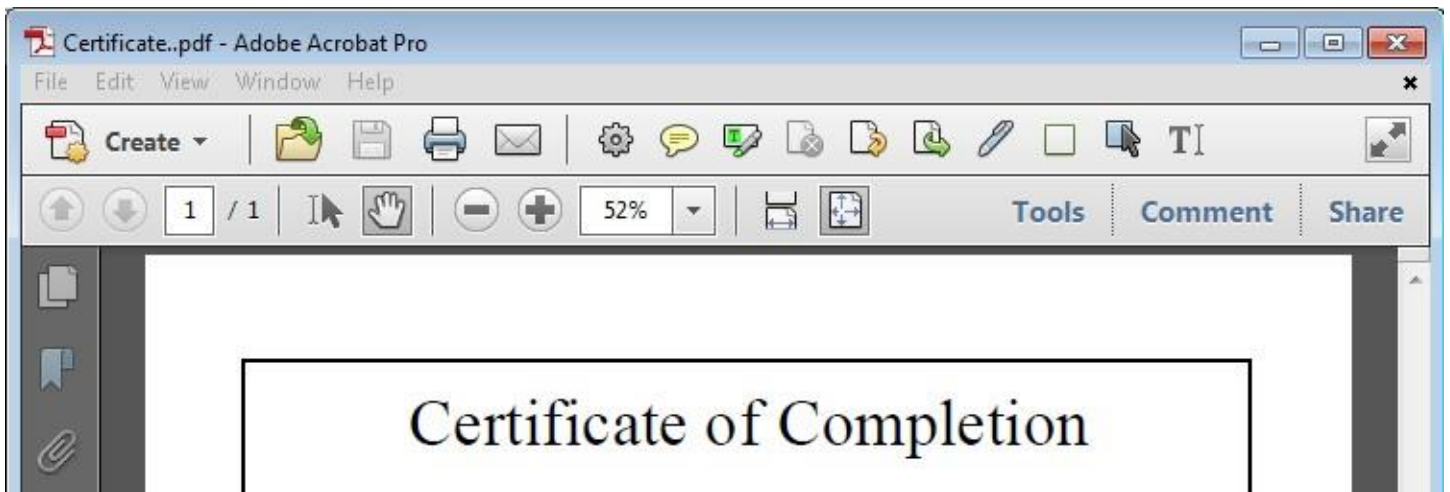 Certificate..pdf - Adobe Acrobat Pro
File Edit View Window Help
Create
1 / 1 52% Tools Comment Share
Certificate of Completion